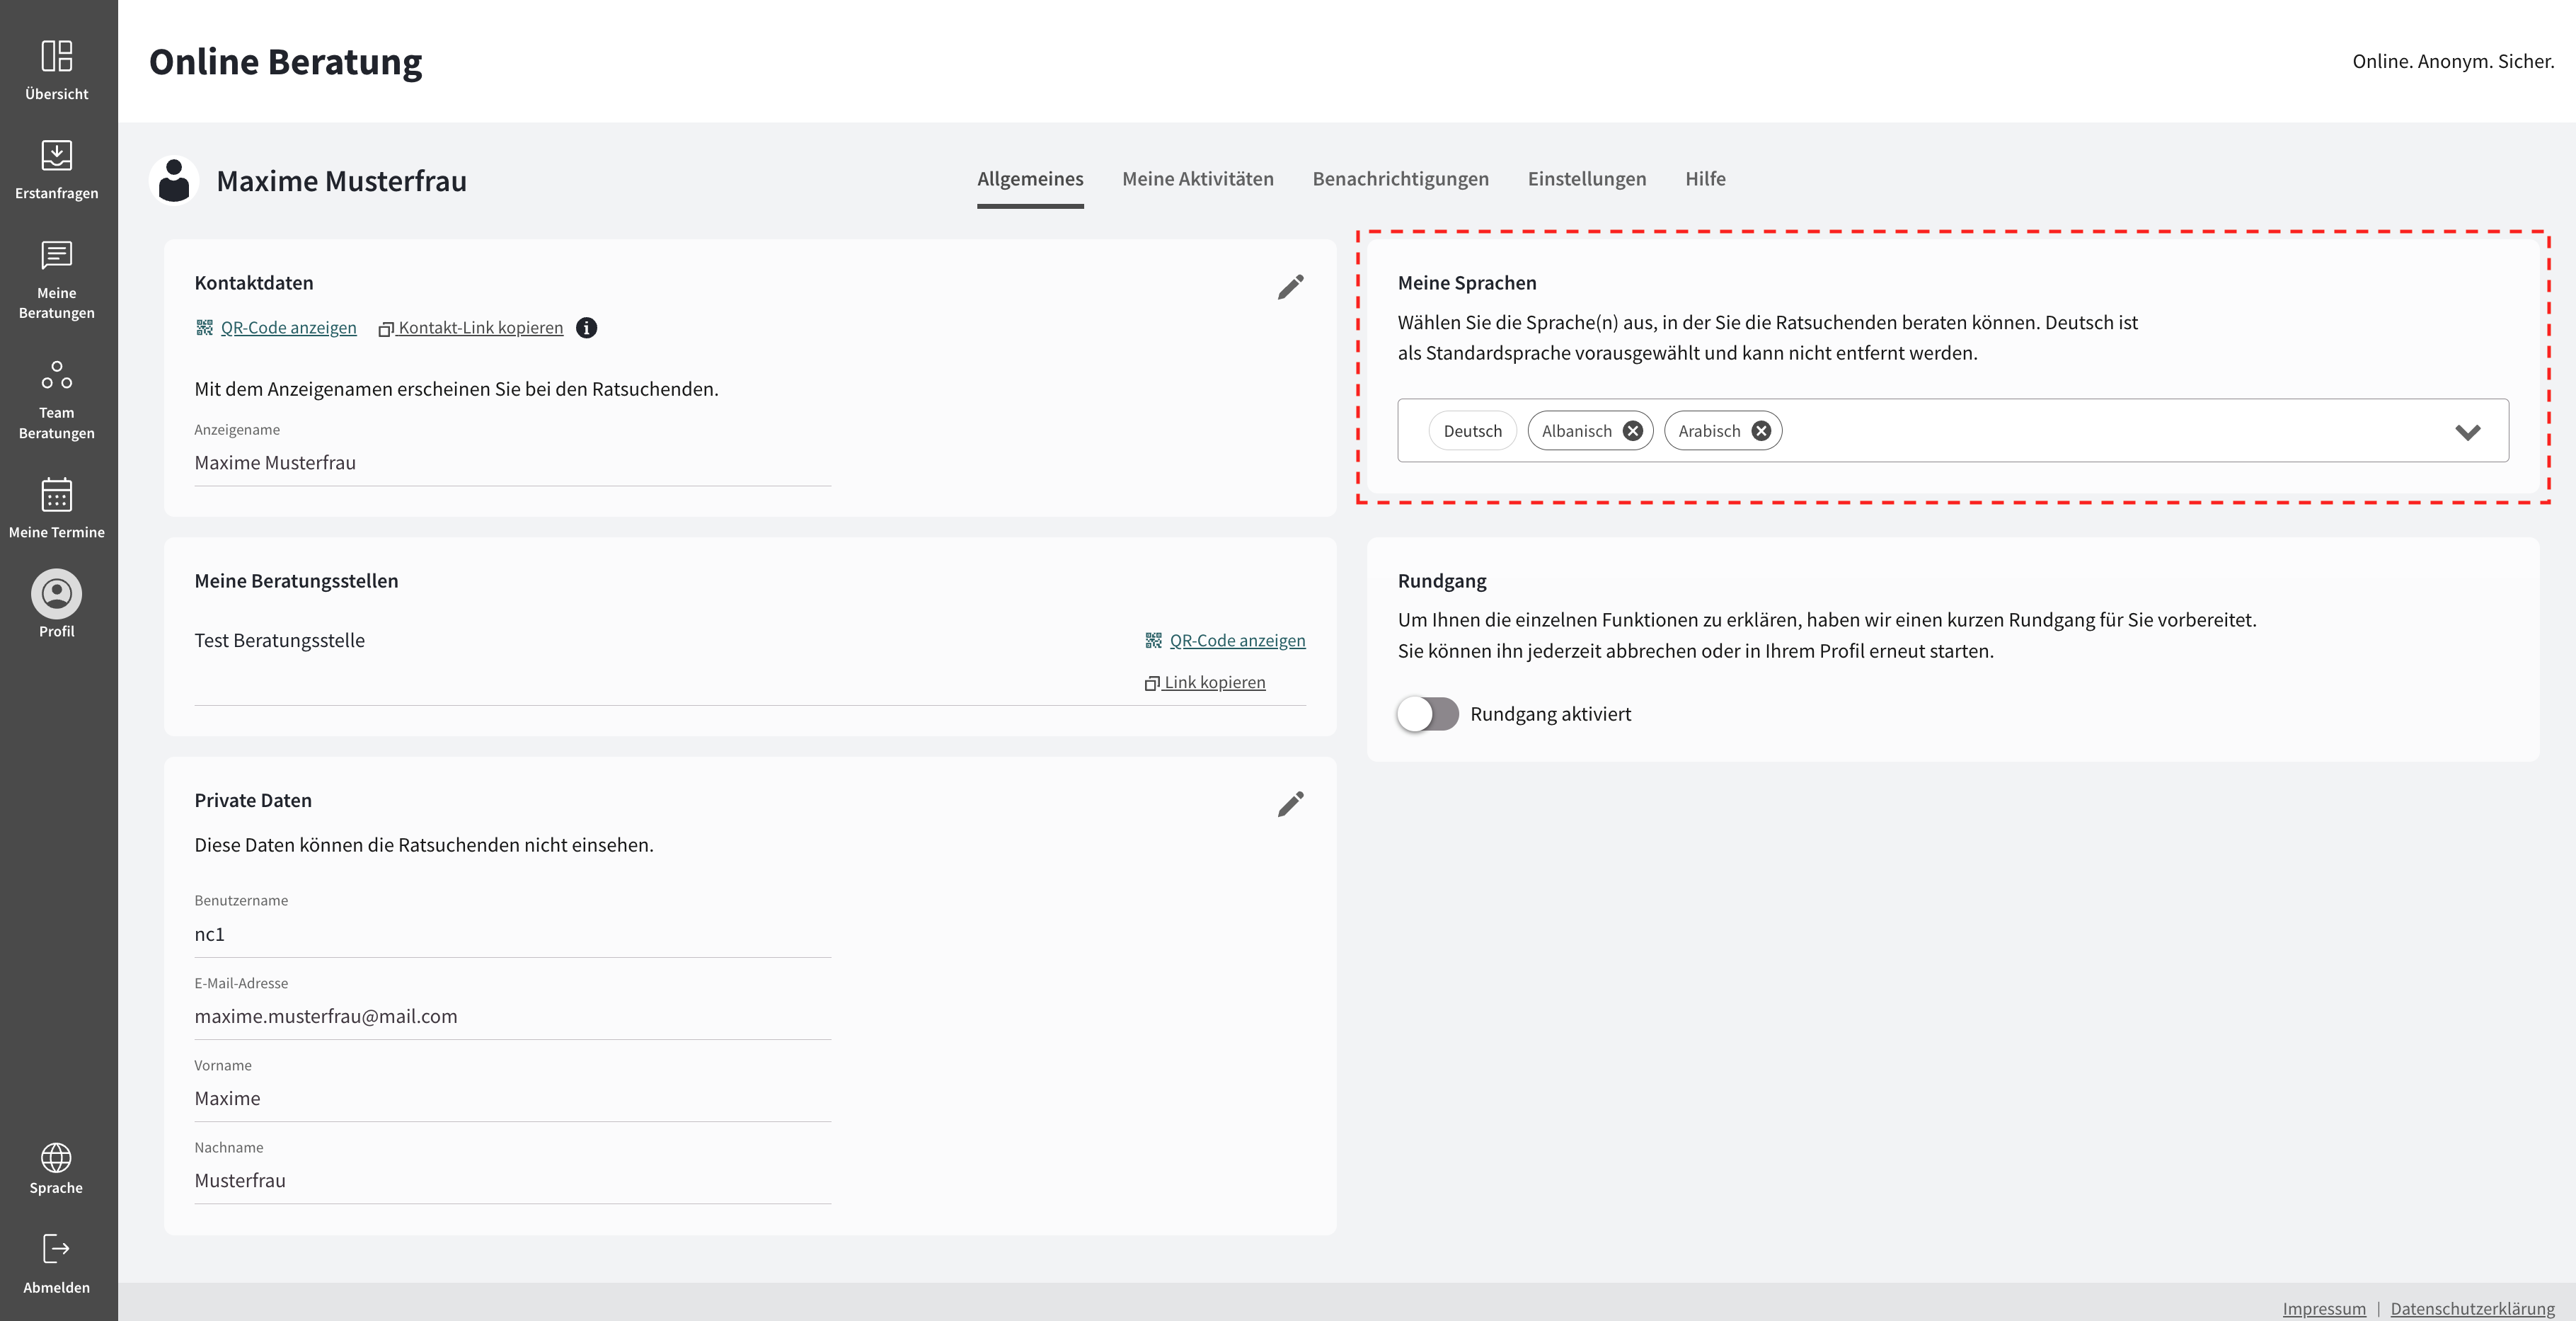 Übersicht
Erstanfragen
Meine
Beratungen
Team
Beratungen
Meine Termine
Profil
Sprache
Abmelden
Online Beratung
Online. Anonym. Sicher.
Maxime Musterfrau
Allgemeines
Meine Aktivitäten
Benachrichtigungen
Einstellungen
Hilfe
Kontaktdaten
QR-Code anzeigen
Kontakt-Link kopieren
Mit dem Anzeigenamen erscheinen Sie bei den Ratsuchenden.
Anzeigename
Maxime Musterfrau
Meine Beratungsstellen
Test Beratungsstelle
QR-Code anzeigen
Link kopieren
Private Daten
Diese Daten können die Ratsuchenden nicht einsehen.
Benutzername
nc1
E-Mail-Adresse
maxime.musterfrau@mail.com
Vorname
Maxime
Nachname
Musterfrau
Meine Sprachen
Wählen Sie die Sprache(n) aus, in der Sie die Ratsuchenden beraten können. Deutsch ist
als Standardsprache vorausgewählt und kann nicht entfernt werden.
Deutsch
Albanisch
Arabisch
Rundgang
Um Ihnen die einzelnen Funktionen zu erklären, haben wir einen kurzen Rundgang für Sie vorbereitet.
Sie können ihn jederzeit abbrechen oder in Ihrem Profil erneut starten.
Rundgang aktiviert
Impressum | Datenschutzerklärung